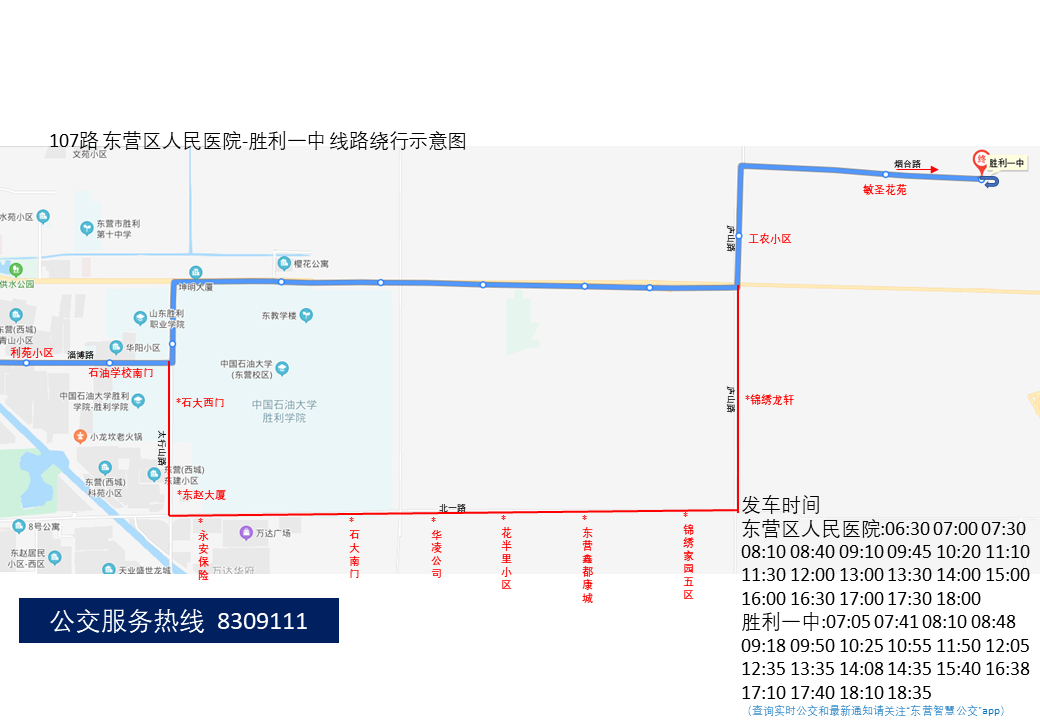 107路 东营区人民医院-胜利一中 线路绕行示意图
文苑小区
烟台路
终
胜利一中
敏圣花苑
水苑小区
东营市胜利
第十中学
庐山路
工农小区
樱花公寓
供水公园
坤明大厦
东营(西城)
青山小区
山东胜利
职业学院
东教学楼
利苑小区
淄博路
华阳小区
石油学校南门
中国石油大学
(东营校区)
中国石油大学胜利
学院-胜利学院
*石大西门
中国石油大学
胜利学院
庐山路
*锦绣龙轩
小龙坎老火锅
太行山路
东营(西城)
科苑小区
东营(西城)
东建小区
*东赵大厦
北一路
8号公寓
万达广场
东赵居民
小区-西区
天业盛世龙城
万达华府
*永安保险
*石大南门
*华凌公司
*花半里小区
*东营鑫都康城
*锦绣家园五区
公交服务热线 8309111
发车时间
东营区人民医院:06:30 07:00 07:30
08:10 08:40 09:10 09:45 10:20 11:10
11:30 12:00 13:00 13:30 14:00 15:00
16:00 16:30 17:00 17:30 18:00
胜利一中:07:05 07:41 08:10 08:48
09:18 09:50 10:25 10:55 11:50 12:05
12:35 13:35 14:08 14:35 15:40 16:38
17:10 17:40 18:10 18:35
（查询实时公交和最新通知请关注“东营智慧公交”app）